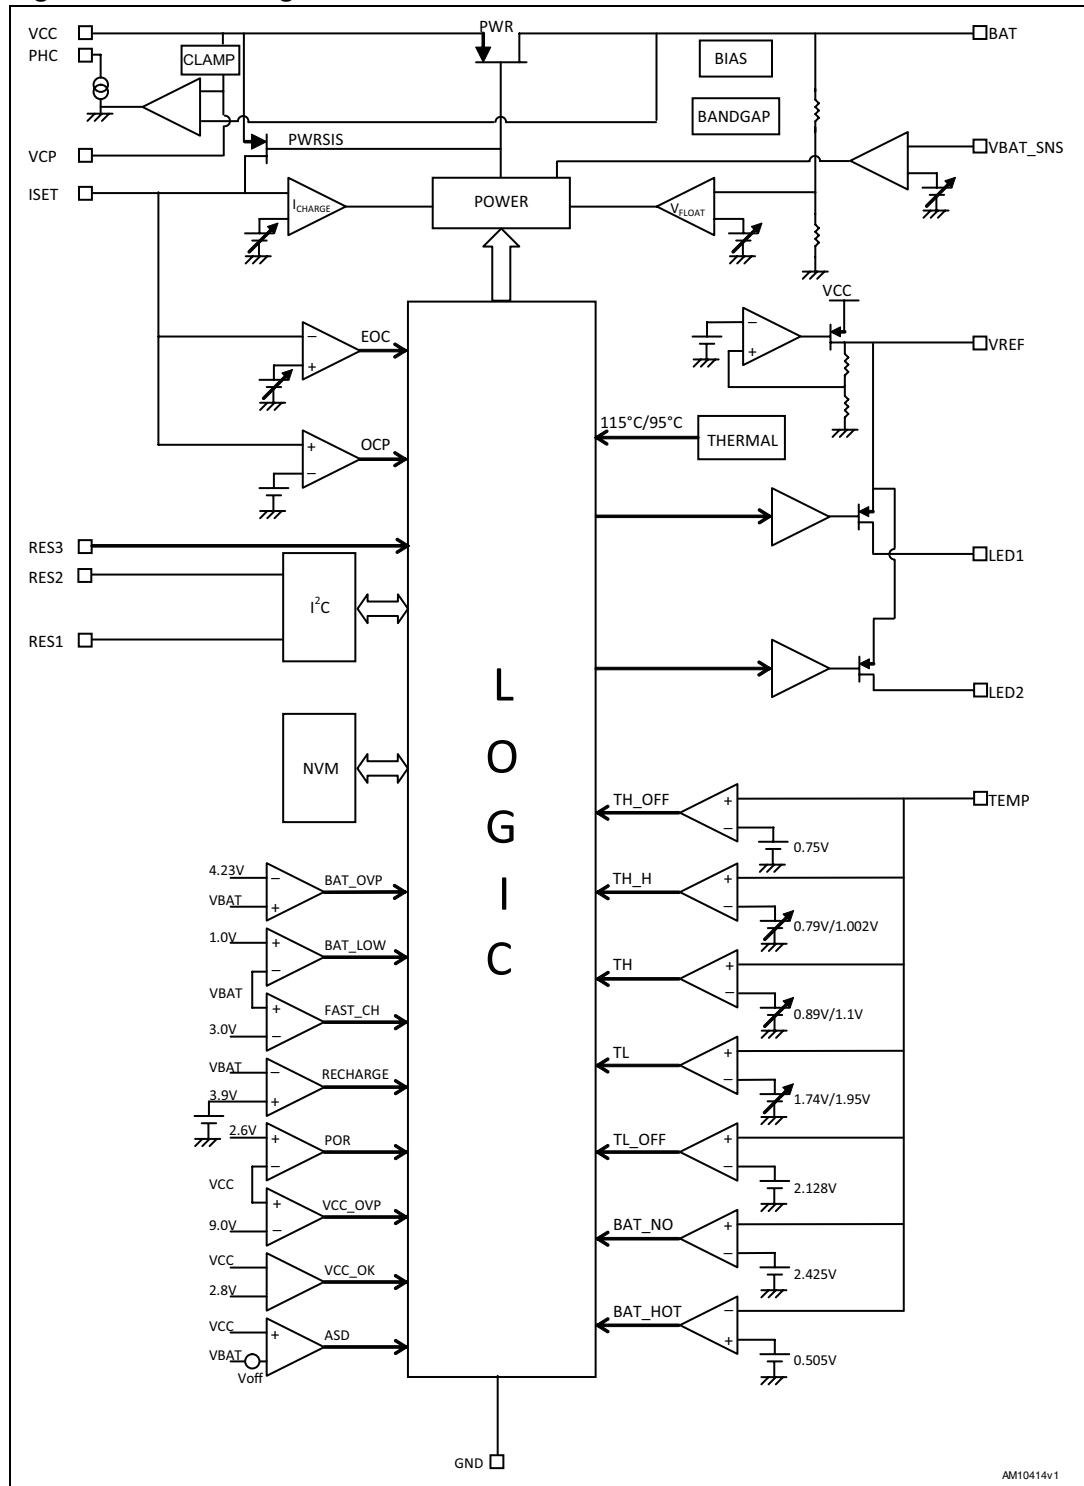 VCC
PWR
BAT
PHC
CLAMP
BIAS
BANDGAP
PWRSIS
VCP
VBAT_SNS
ISET
I CHARGE
POWER
V FLOAT
VCC
−
EOC
−
VREF
+
+
115°C/95°C
THERMAL
+
OCP
−
RES3
LED1
RES2
I²C
RES1
L
O
G
I
C
LED2
NVM
TH_OFF
+
−
TEMP
0.75V
4.23V
−
BAT_OVP
VBAT
+
TH_H
+
−
0.79V/1.002V
1.0V
+
BAT_LOW
−
VBAT
+
FAST_CH
3.0V
−
TH
+
−
0.89V/1.1V
VBAT
−
RECHARGE
3.9V
+
TL
+
−
1.74V/1.95V
2.6V
+
POR
−
VCC
+
VCC_OVP
9.0V
−
TL_OFF
+
−
2.128V
VCC
VCC_OK
2.8V
BAT_NO
+
−
2.425V
VCC
+
ASD
VBAT
Voff
BAT_HOT
−
+
0.505V
GND
AM10414v1